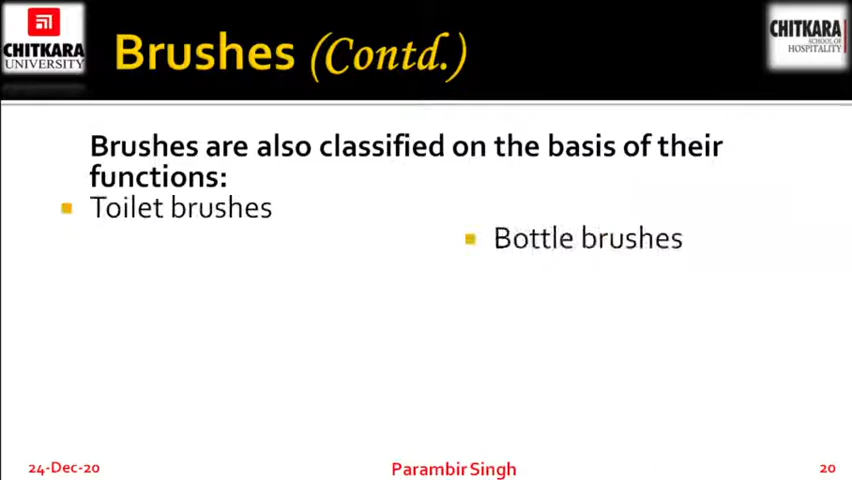 CHITKARA
UNIVERSITY
Brushes (Contd.)
CHITKARA
SCHOOL OF
HOSPITALITY
Brushes are also classified on the basis of their
functions:
Toilet brushes
Bottle brushes
24-Dec-20
Parambir Singh
20